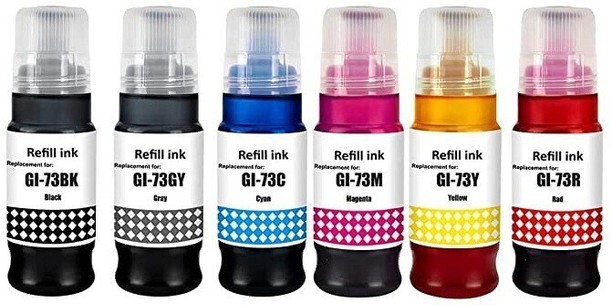 Refill ink
Replacement for:
GI-73BK
Black
Refill ink
Replacement for:
GI-73GY
Gray
Refill ink
Replacement for:
GI-73C
Cyan
Refill ink
Replacement for:
GI-73M
Magenta
Refill ink
Replacement for:
GI-73Y
Yellow
Refill ink
Replacement for:
GI-73R
Rad